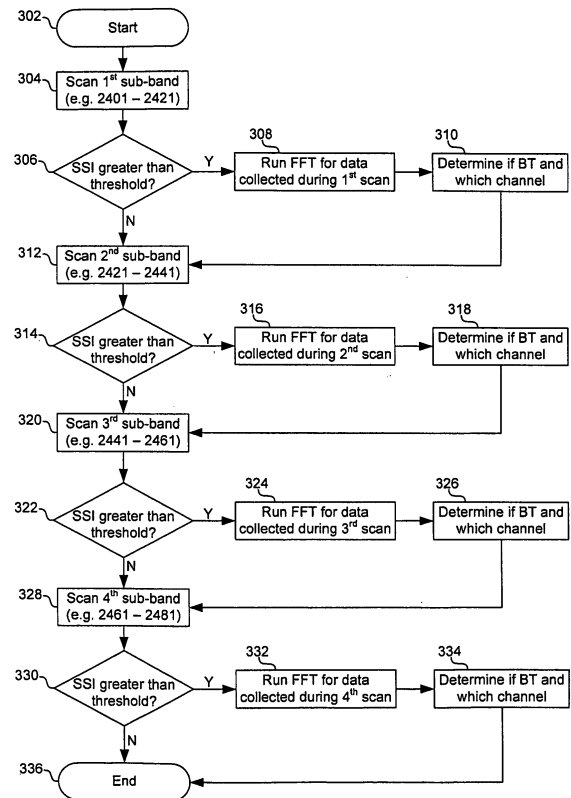 302
Start
304
Scan 1st sub-band
(e.g. 2401 – 2421)
306
SSI greater than
threshold?
Y
N
308
Run FFT for data
collected during 1st scan
310
Determine if BT and
which channel
312
Scan 2nd sub-band
(e.g. 2421 - 2441)
314
SSI greater than
threshold?
Y
N
316
Run FFT for data
collected during 2nd scan
318
Determine if BT and
which channel
320
Scan 3rd sub-band
(e.g. 2441 – 2461)
322
SSI greater than
threshold?
Y
N
324
Run FFT for data
collected during 3rd scan
326
Determine if BT and
which channel
328
Scan 4th sub-band
(e.g. 2461 – 2481)
330
SSI greater than
threshold?
Y
N
332
Run FFT for data
collected during 4th scan
334
Determine if BT and
which channel
336
End